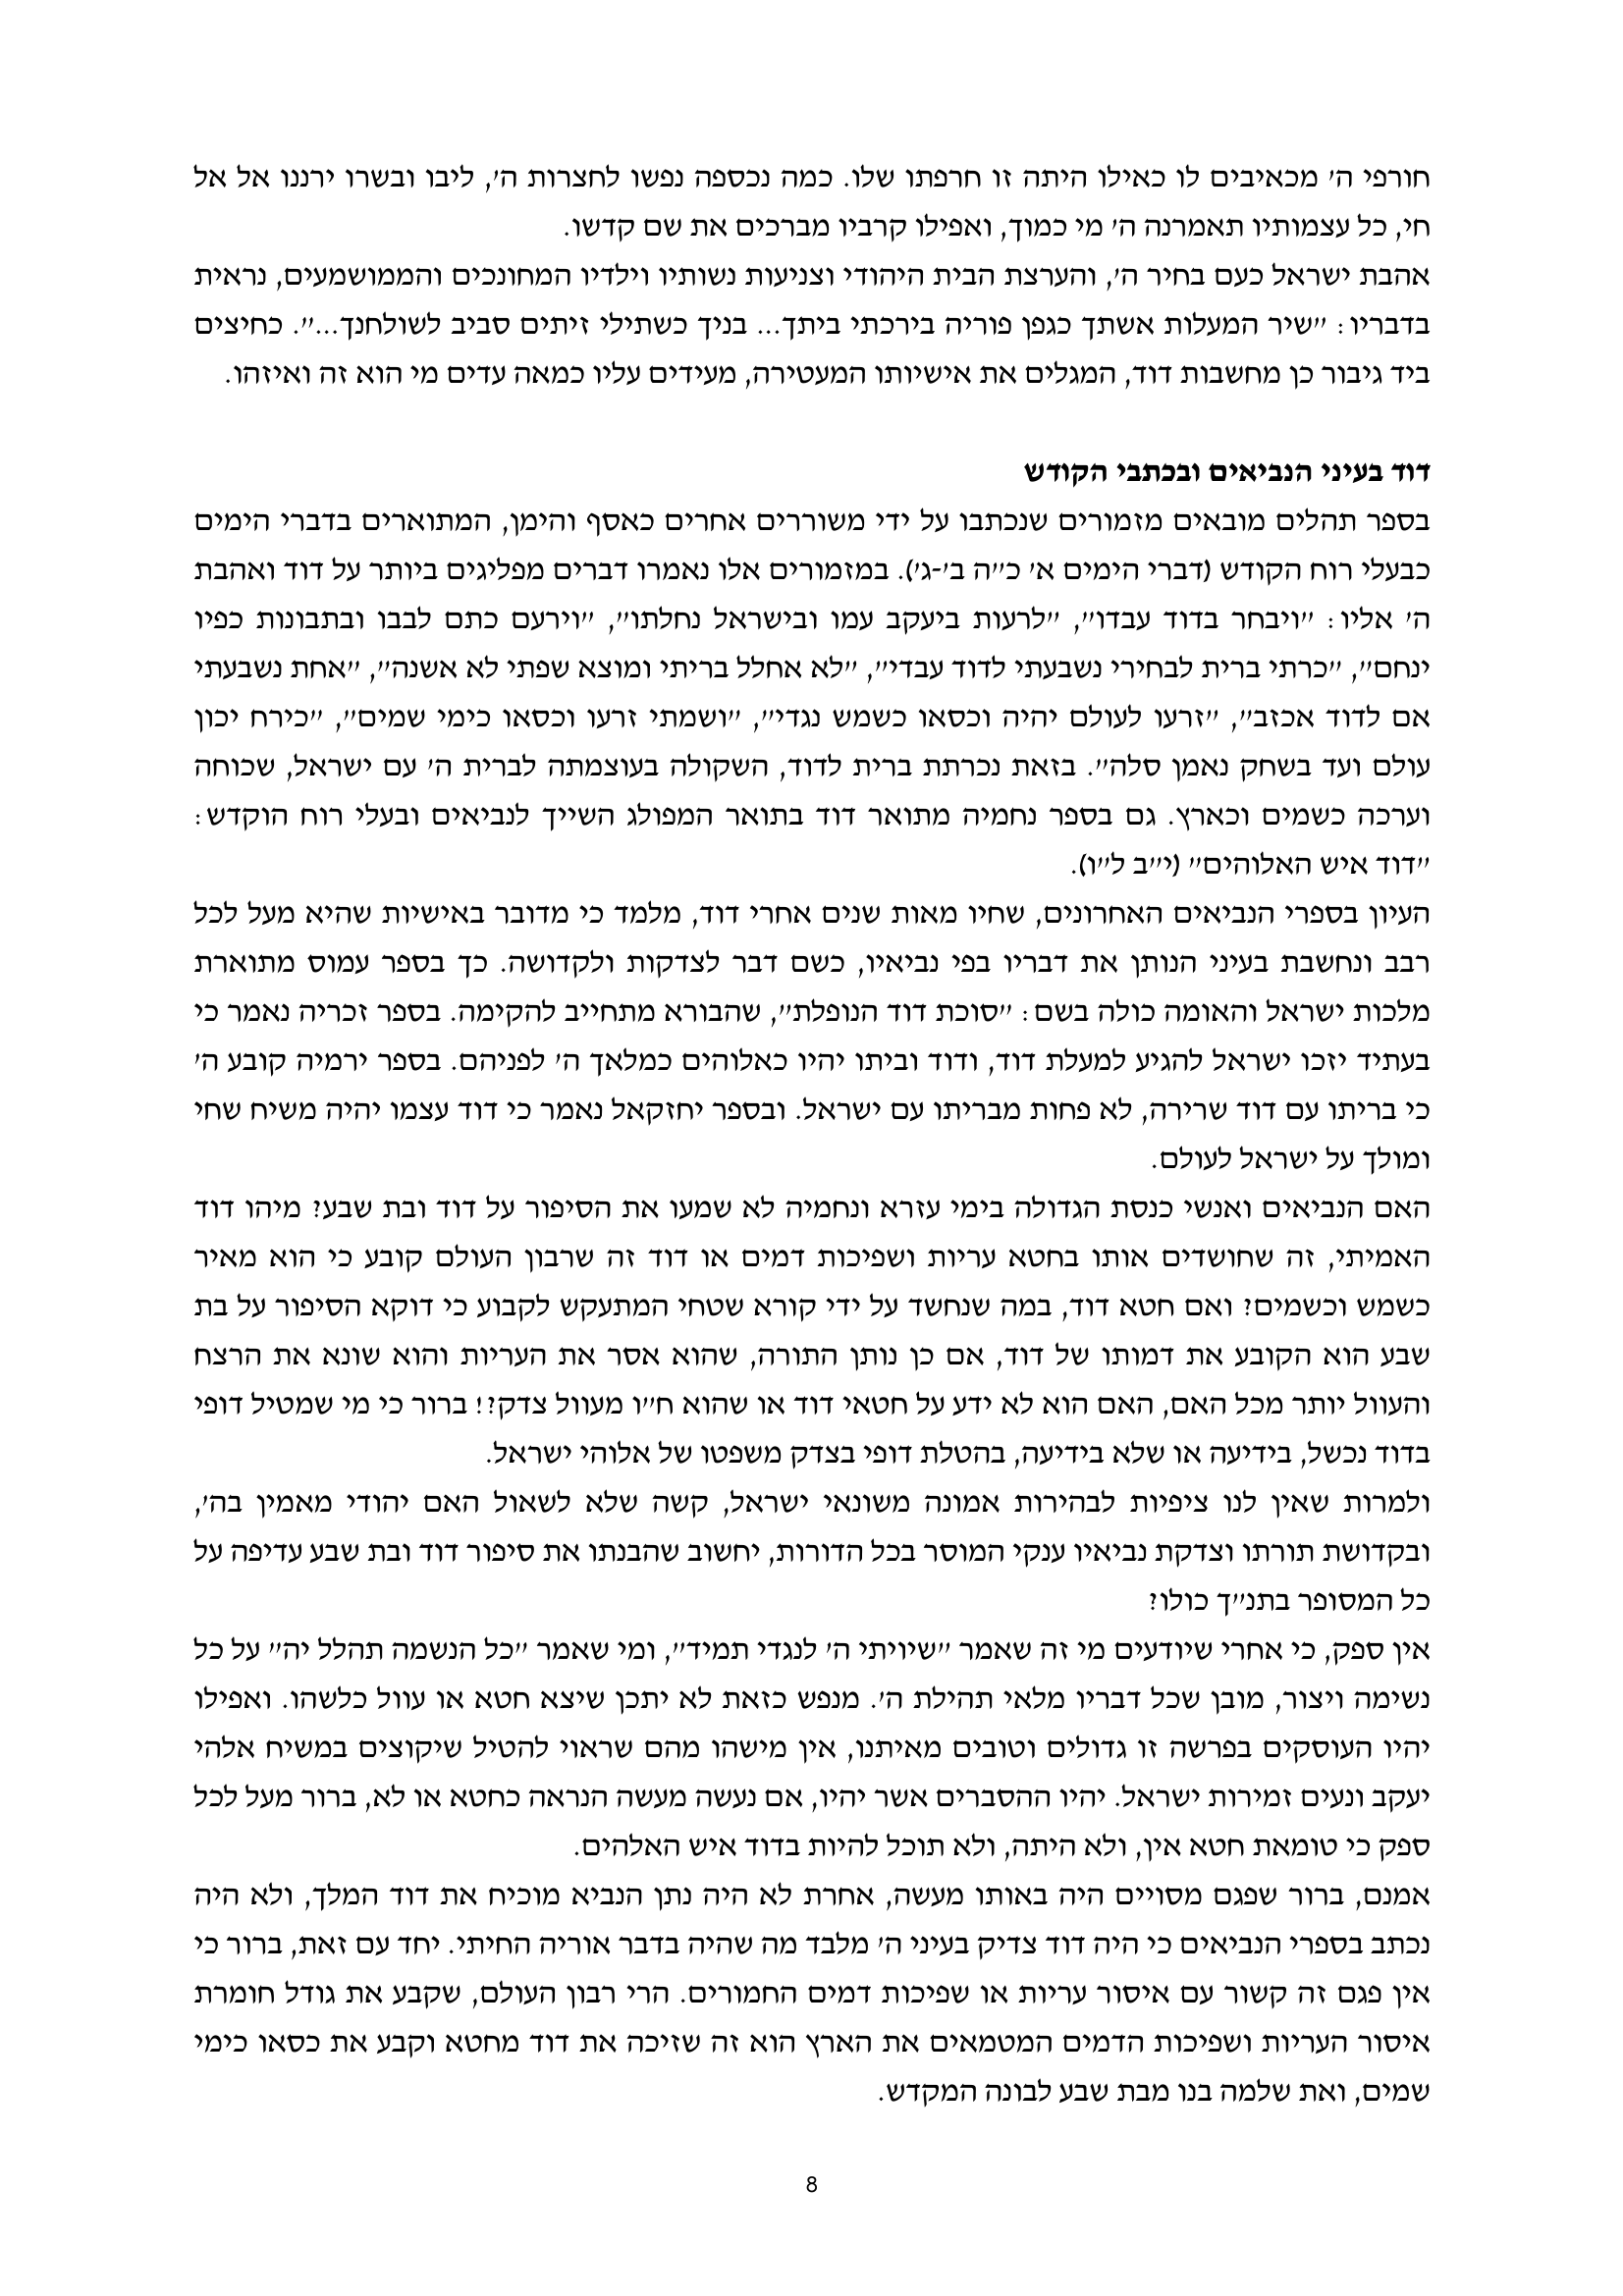 חורפי ה' מכאיבים לו כאילו היתה זו חרפתו שלו. כמה נכספה נפשו לחצרות ה', ליבו ובשרו ירננו אל אל
חי, כל עצמותיו תאמרנה ה' מי כמוך, ואפילו קרביו מברכים את שם קדשו.
אהבת ישראל כעם בחיר ה', והערצת הבית היהודי וצניעות נשותיו וילדיו המחונכים והממושמעים, נראית
בדבריו: "שיר המעלות אשתך כגפן פוריה בירכתי ביתך... בניך כשתילי זיתים סביב לשולחנך...". כחיצים
ביד גיבור כן מחשבות דוד, המגלים את אישיותו המעטירה, מעידים עליו כמאה עדים מי הוא זה ואיזהו.
דוד בעיני הנביאים ובכתבי הקודש
בספר תהלים מובאים מזמורים שנכתבו על ידי משוררים אחרים כאסף והימן, המתוארים בדברי הימים
כבעלי רוח הקודש (דברי הימים א' כ"ה ב'-ג'). במזמורים אלו נאמרו דברים מפליגים ביותר על דוד ואהבת
ה' אליו: "ויבחר בדוד עבדו", "לרעות ביעקב עמו ובישראל נחלתו", "וירעם כתם לבבו ובתבונות כפיו
ינחם", "כרתי ברית לבחירי נשבעתי לדוד עבדי", "לא אחלל בריתי ומוצא שפתי לא אשנה", "אחת נשבעתי
אם לדוד אכזב", "זרעו לעולם יהיה וכסאו כשמש נגדי", "ושמתי זרעו וכסאו כימי שמים", "כירח יכון
עולם ועד בשחק נאמן סלה". בזאת נכרתת ברית לדוד, השקולה בעוצמתה לברית ה' עם ישראל, שכוחה
וערכה כשמים וכארץ. גם בספר נחמיה מתואר דוד בתואר המפולג השייך לנביאים ובעלי רוח הוקדש:
"דוד איש האלוהים" (י"ב ל"ו).
העיון בספרי הנביאים האחרונים, שחיו מאות שנים אחרי דוד, מלמד כי מדובר באישיות שהיא מעל לכל
רבב ונחשבת בעיני הנותן את דבריו בפי נביאיו, כשם דבר לצדקות ולקדושה. כך בספר עמוס מתוארת
מלכות ישראל והאומה כולה בשם: "סוכת דוד הנופלת", שהבורא מתחייב להקימה. בספר זכריה נאמר כי
בעתיד יזכו ישראל להגיע למעלת דוד, ודוד וביתו יהיו כאלוהים כמלאך ה' לפניהם. בספר ירמיה קובע ה'
כי בריתו עם דוד שרירה, לא פחות מבריתו עם ישראל. ובספר יחזקאל נאמר כי דוד עצמו יהיה משיח שחי
ומולך על ישראל לעולם.
האם הנביאים ואנשי כנסת הגדולה בימי עזרא ונחמיה לא שמעו את הסיפור על דוד ובת שבע? מיהו דוד
האמיתי, זה שחושדים אותו בחטא עריות ושפיכות דמים או דוד זה שרבון העולם קובע כי הוא מאיר
כשמש וכשמים? ואם חטא דוד, במה שנחשד על ידי קורא שטחי המתעקש לקבוע כי דוקא הסיפור על בת
שבע הוא הקובע את דמותו של דוד, אם כן נותן התורה, שהוא אסר את העריות והוא שונא את הרצח
והעוול יותר מכל האם, האם הוא לא ידע על חטאי דוד או שהוא ח"ו מעוול צדק?! ברור כי מי שמטיל דופי
בדוד נכשל, בידיעה או שלא בידיעה, בהטלת דופי בצדק משפטו של אלוהי ישראל.
ולמרות שאין לנו ציפיות לבהירות אמונה משונאי ישראל, קשה שלא לשאול האם יהודי מאמין בה',
ובקדושת תורתו וצדקת נביאיו ענקי המוסר בכל הדורות, יחשוב שהבנתו את סיפור דוד ובת שבע עדיפה על
כל המסופר בתנ"ך כולו?
אין ספק, כי אחרי שיודעים מי זה שאמר "שיויתי ה' לנגדי תמיד", ומי שאמר "כל הנשמה תהלל יה" על כל
נשימה ויצור, מובן שכל דבריו מלאי תהילת ה'. מנפש כזאת לא יתכן שיצא חטא או עוול כלשהו. ואפילו
יהיו העוסקים בפרשה זו גדולים וטובים מאיתנו, אין מישהו מהם שראוי להטיל שיקוצים במשיח אלהי
יעקב ונעים זמירות ישראל. יהיו ההסברים אשר יהיו, אם נעשה מעשה הנראה כחטא או לא, ברור מעל לכל
ספק כי טומאת חטא אין, ולא היתה, ולא תוכל להיות בדוד איש האלהים.
אמנם, ברור שפגם מסויים היה באותו מעשה, אחרת לא היה נתן הנביא מוכיח את דוד המלך, ולא היה
נכתב בספרי הנביאים כי היה דוד צדיק בעיני ה' מלבד מה שהיה בדבר אוריה החיתי. יחד עם זאת, ברור כי
אין פגם זה קשור עם איסור עריות או שפיכות דמים החמורים. הרי רבון העולם, שקבע את גודל חומרת
איסור העריות ושפיכות הדמים המטמאים את הארץ הוא זה שזיכה את דוד מחטא וקבע את כסאו כימי
שמים, ואת שלמה בנו מבת שבע לבונה המקדש.
8